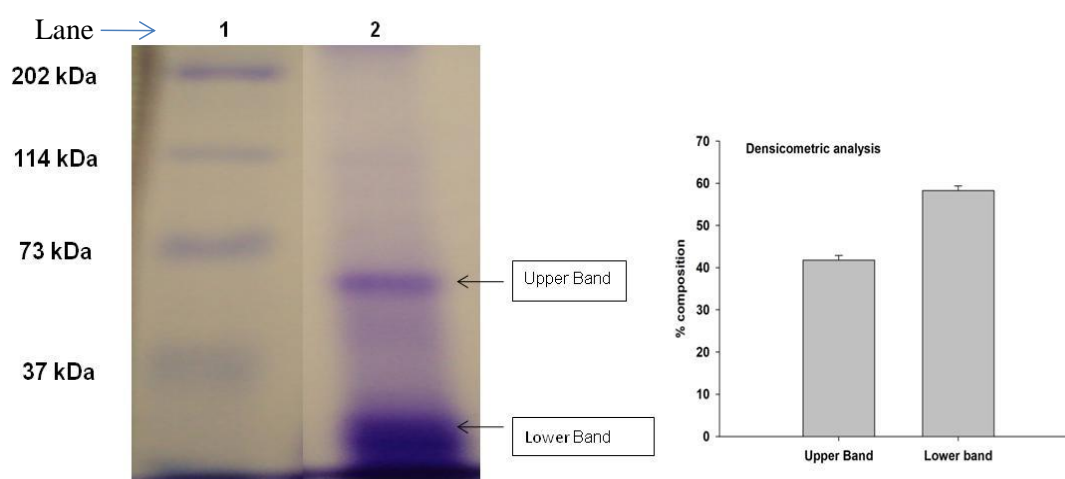 Lane
1
2
202 kDa
114 kDa
73 kDa
37 kDa
Upper Band
Lower Band
Densicometric analysis
% composition
70
60
50
40
30
20
10
0
Upper Band
Lower band